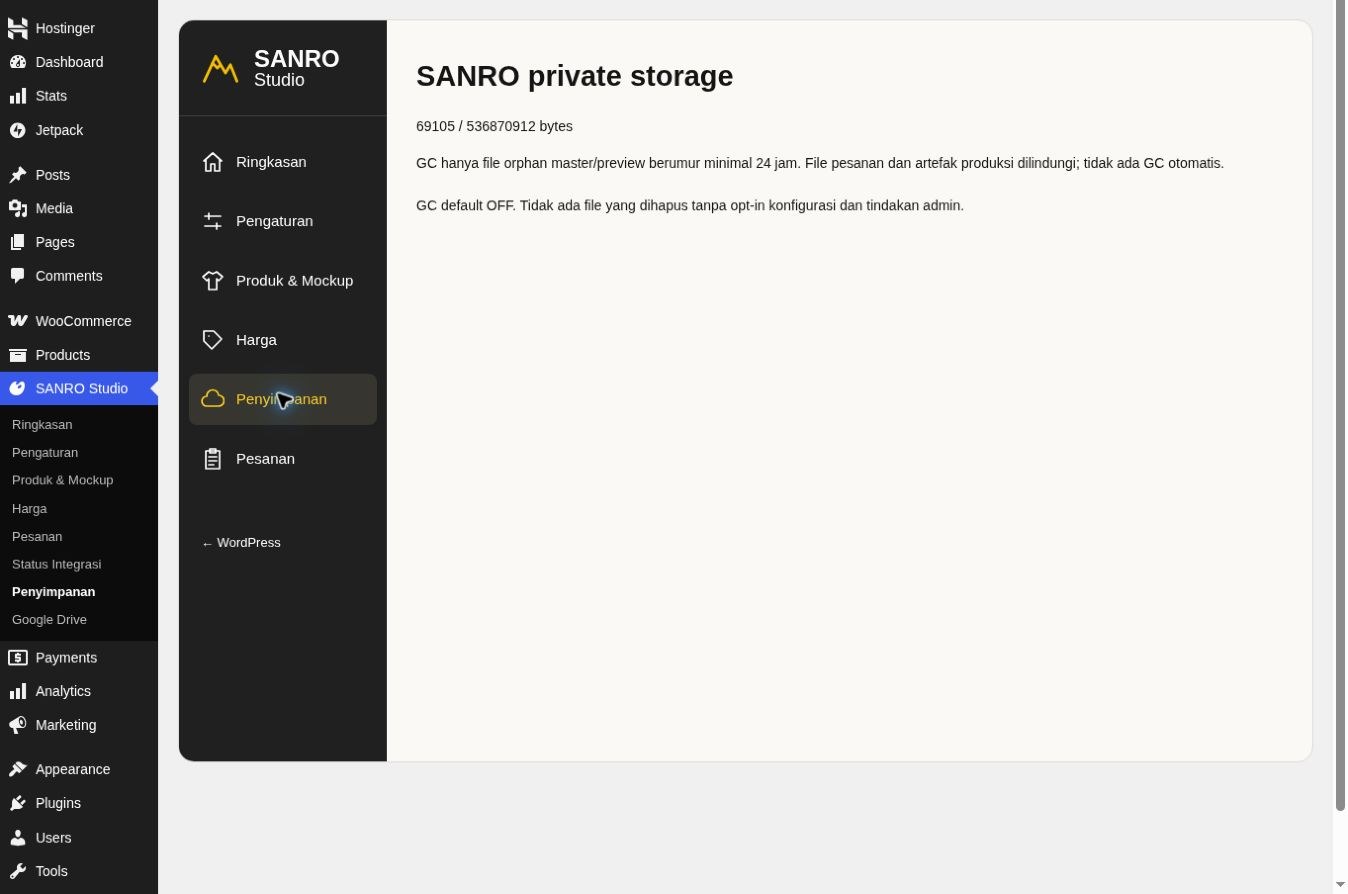 Hostinger
Dashboard
Stats
Jetpack
Posts
Media
Pages
Comments
WooCommerce
Products
SANRO Studio
Ringkasan
Pengaturan
Produk & Mockup
Harga
Pesanan
Status Integrasi
Penyimpanan
Google Drive
Payments
Analytics
Marketing
Appearance
Plugins
Users
Tools
SANRO
Studio
Ringkasan
Pengaturan
Produk & Mockup
Harga
Penyimpanan
Pesanan
← WordPress
SANRO private storage
69105 / 536870912 bytes
GC hanya file orphan master/preview berumur minimal 24 jam. File pesanan dan artefak produksi dilindungi; tidak ada GC otomatis.
GC default OFF. Tidak ada file yang dihapus tanpa opt-in konfigurasi dan tindakan admin.